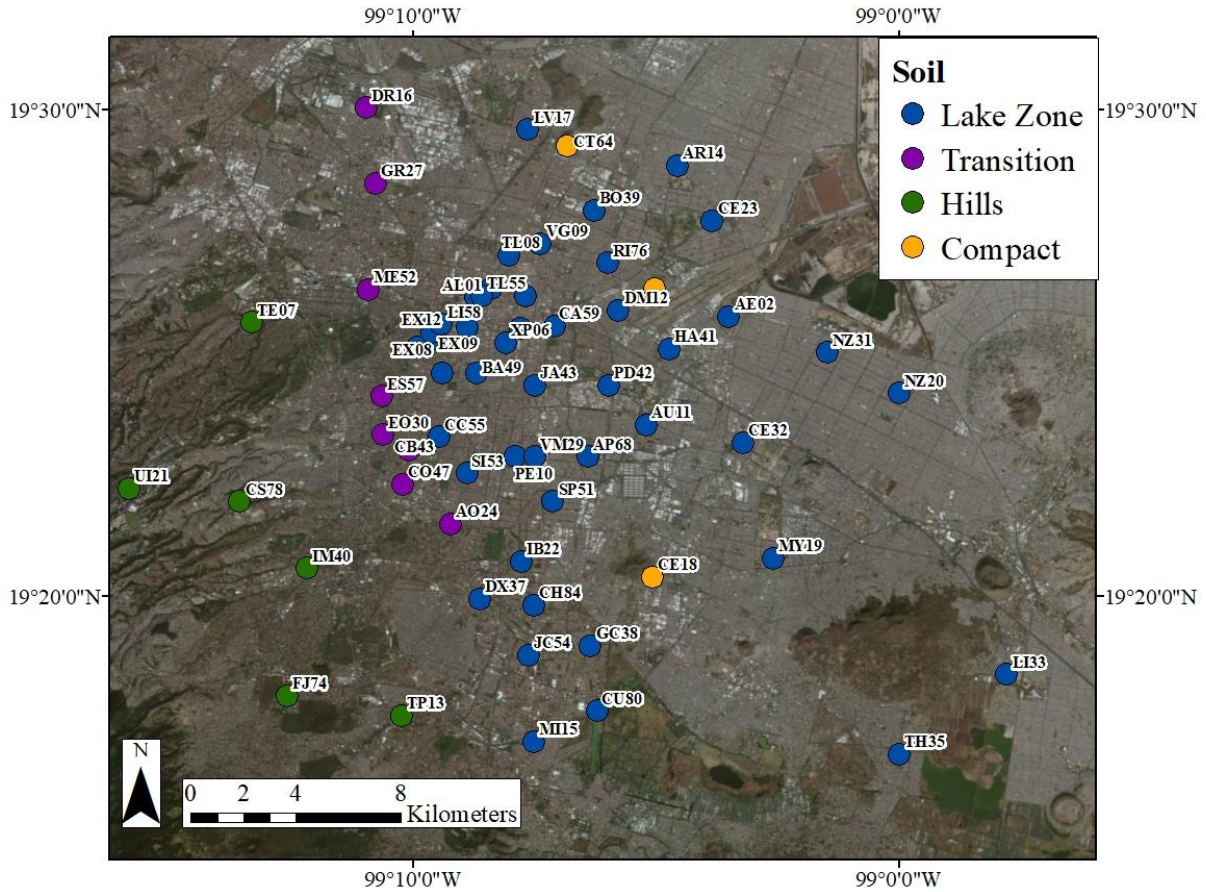 99°10'0"W
99°0'0"W
19°30'0"N
19°30'0"N
Soil
Lake Zone
Transition
Hills
Compact
DR16
LV17
CT64
AR14
GR27
BO39
CE23
VG09
TL08
RI76
ME52
AL01
TL55
DM12
AE02
TE07
EX12
LI58
CA59
XP06
EX08
EX09
HA41
NZ31
BA49
JA43
PD42
NZ20
ES57
AU11
EO30
CC55
CE32
CB43
VM29
AP68
UI21
CO47
SI53
PE10
CS78
SP51
AO24
IM40
IB22
MY19
CE18
DX37
CH84
19°20'0"N
19°20'0"N
GC38
JC54
LI33
FJ74
CU80
TP13
MI15
TH35
N
0 2 4 8
Kilometers
99°10'0"W
99°0'0"W